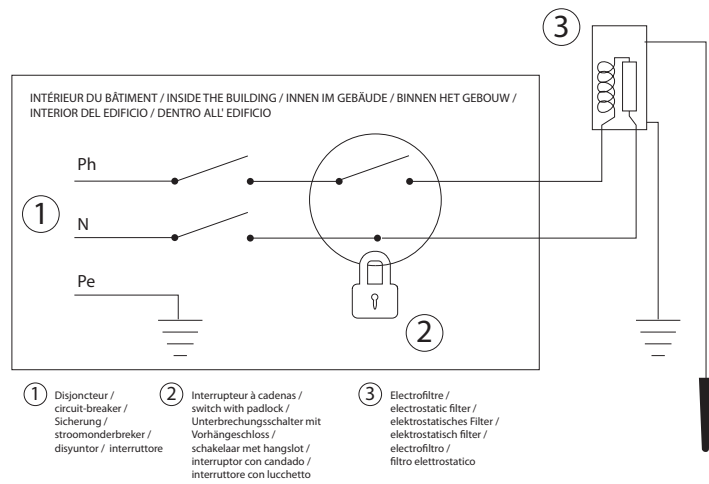 3
INTÉRIEUR DU BÂTIMENT / INSIDE THE BUILDING / INNEN IM GEBÄUDE / BINNEN HET GEBOUW /
INTERIOR DEL EDIFICIO / DENTRO ALL' EDIFICIO
Ph
1
N
Pe
2
1 Disjoncteur /
circuit-breaker /
Sicherung /
stroomonderbreker /
disyuntor / interruttore
2 Interrupteur à cadenas /
switch with padlock /
Unterbrechungsschalter mit
Vorhängeschloss /
schakelaar met hangslot /
interruptor con candado /
interruttore con lucchetto
3 Electrofiltre /
electrostatic filter /
elektrostatisches Filter /
elektrostatisch filter /
electrofiltro /
filtro elettrostatico